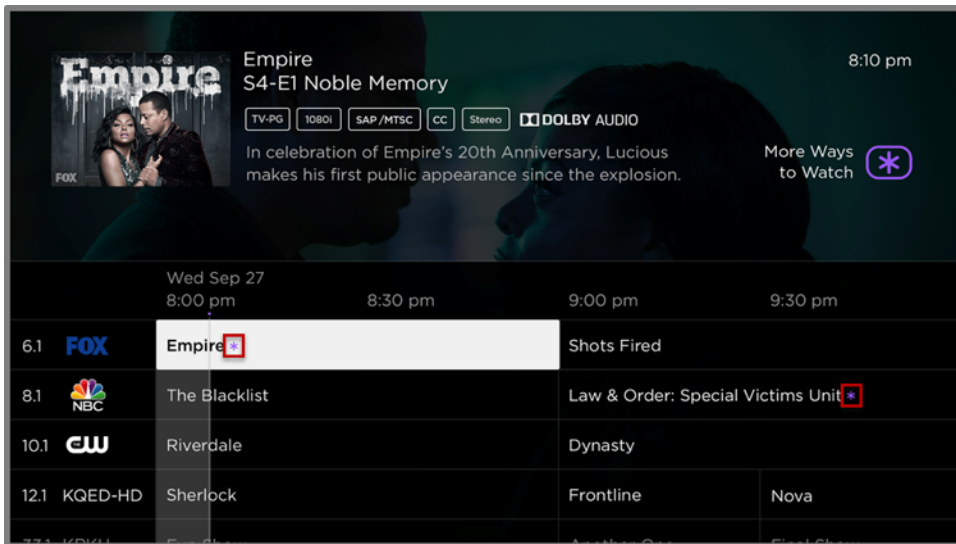 Empire
Empire
FOX
S4-E1 Noble Memory
8:10 pm
TV-PG 1080i SAP/MTSC CC Stereo DOLBY AUDIO
In celebration of Empire's 20th Anniversary, Lucious
makes his first public appearance since the explosion.
More Ways
to Watch *
Wed Sep 27
8:00 pm 8:30 pm 9:00 pm 9:30 pm
6.1 FOX Empire * Shots Fired
8.1 NBC The Blacklist Law & Order: Special Victims Unit *
10.1 THE CW Riverdale Dynasty
12.1 KQED-HD Sherlock Frontline Nova